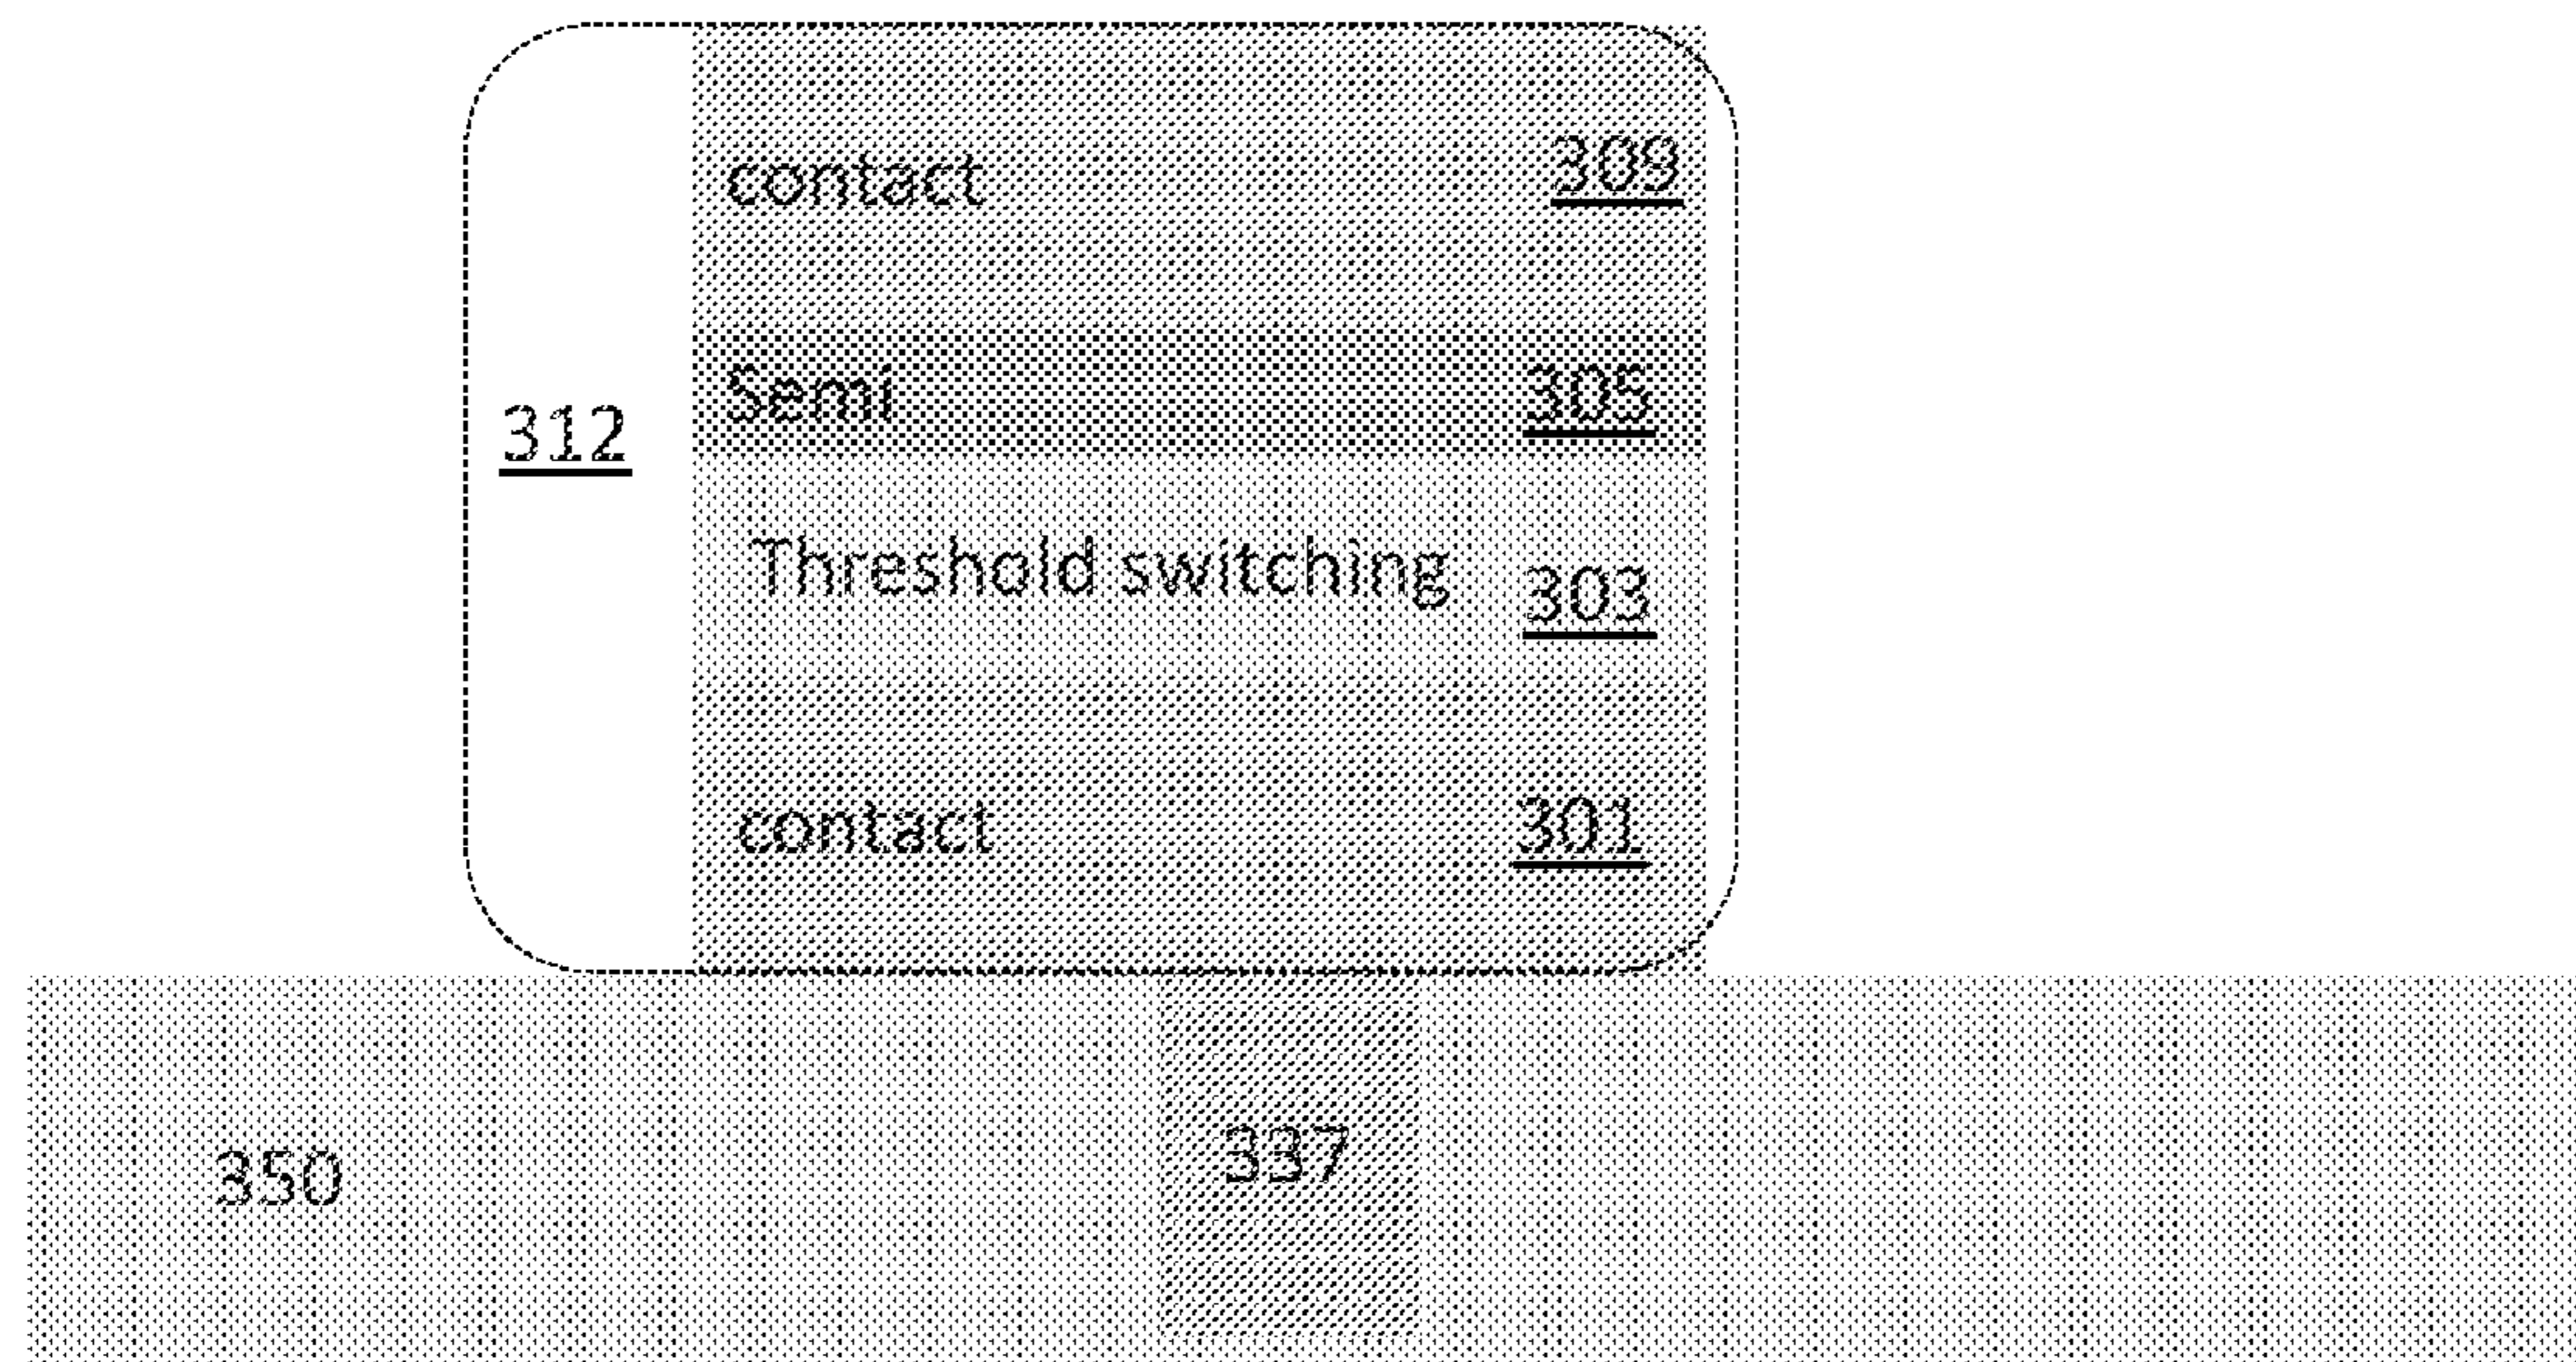 contact 309
Semi 305
312
Threshold switching 303
contact 301
350 337